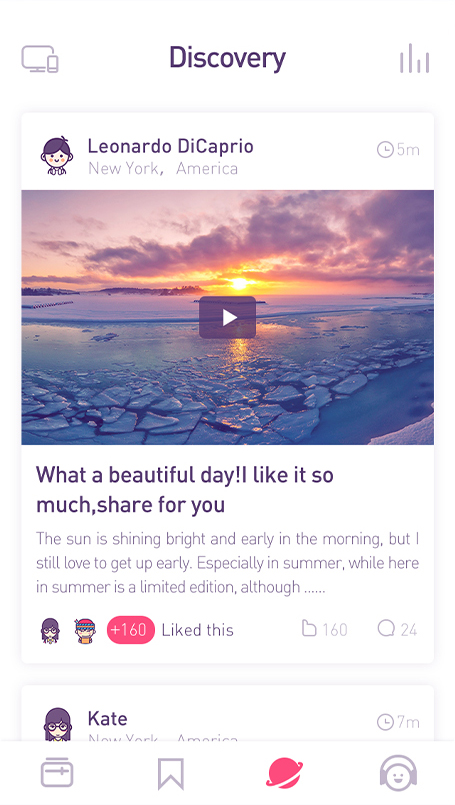 Discovery
Leonardo DiCaprio
5m
New York, America
What a beautiful day!I like it so
much,share for you
The sun is shining bright and early in the morning, but I
still love to get up early. Especially in summer, while here
in summer is a limited edition, although ......
+160 Liked this 160 24
Kate
7m
New York, America